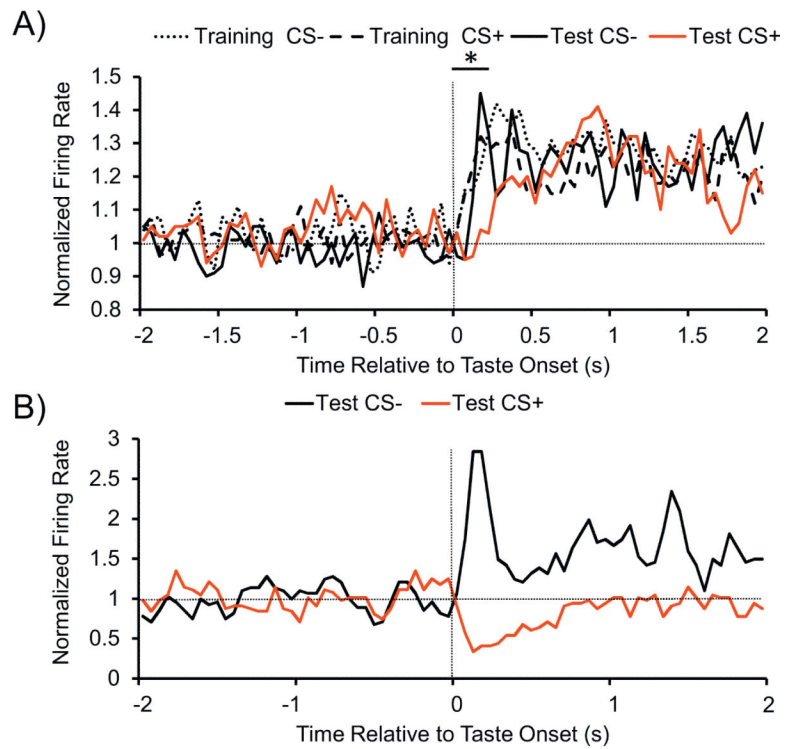 A)
Training CS- Training CS+ Test CS- Test CS+
*
1.5
1.4
1.3
1.2
1.1
1
0.9
0.8
Normalized Firing Rate
-2 -1.5 -1 -0.5 0 0.5 1 1.5 2
Time Relative to Taste Onset (s)
B)
Test CS- Test CS+
3
2.5
2
1.5
1
0.5
0
Normalized Firing Rate
-2 -1 0 1 2
Time Relative to Taste Onset (s)